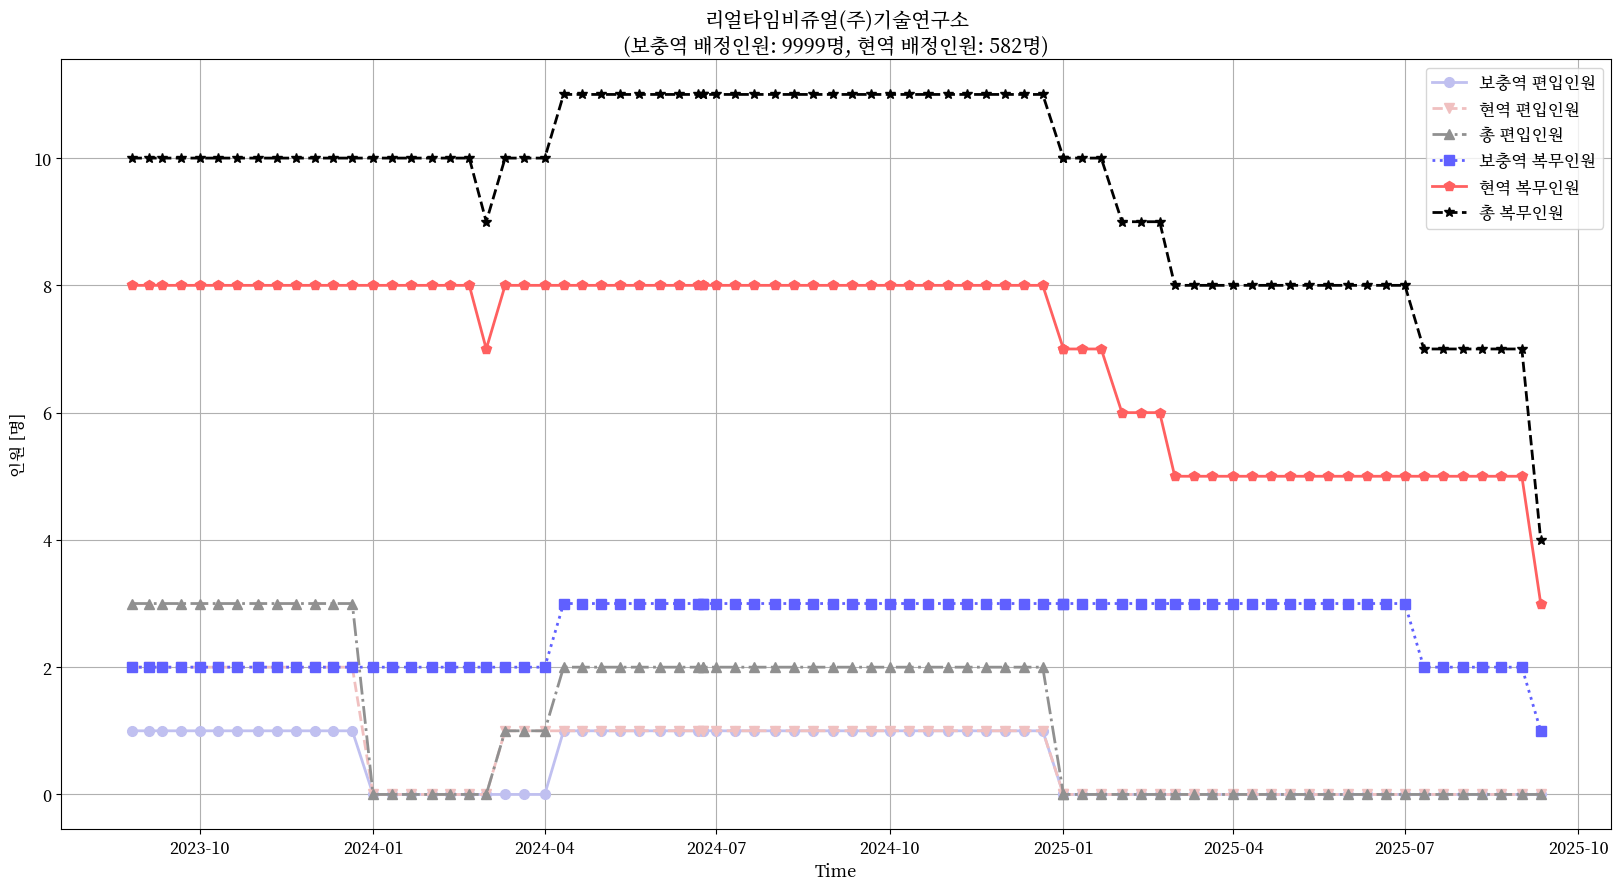 리얼타임비쥬얼(주)기술연구소
(보충역 배정인원: 9999명, 현역 배정인원: 582명)
보충역 편입인원
현역 편입인원
총 편입인원
보충역 복무인원
현역 복무인원
총 복무인원
인원 [명]
10
8
6
4
2
0
2023-10
2024-01
2024-04
2024-07
2024-10
2025-01
2025-04
2025-07
2025-10
Time